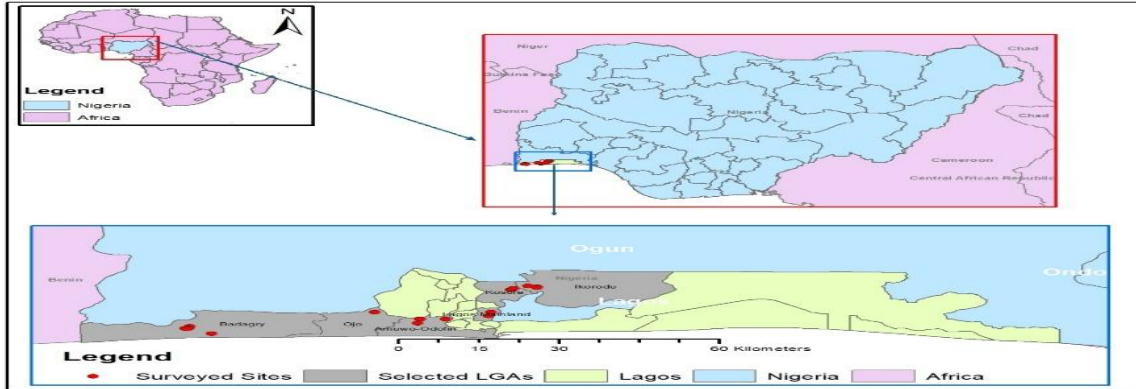 N
Legend
Nigeria
Africa
Niger
Chad
Burkina Faso
Benin
Nigeria
Chad
Cameroon
Central African Republic
Ogun
Benin
Nigeria
Ondo
Kosofe
Ikorodu
Lagos
Badagry
Ojo
Lagos Mainland
Amuwo-Odofin
0 15 30 60 Kilometers
Legend
Surveyed Sites Selected LGAs Lagos Nigeria Africa